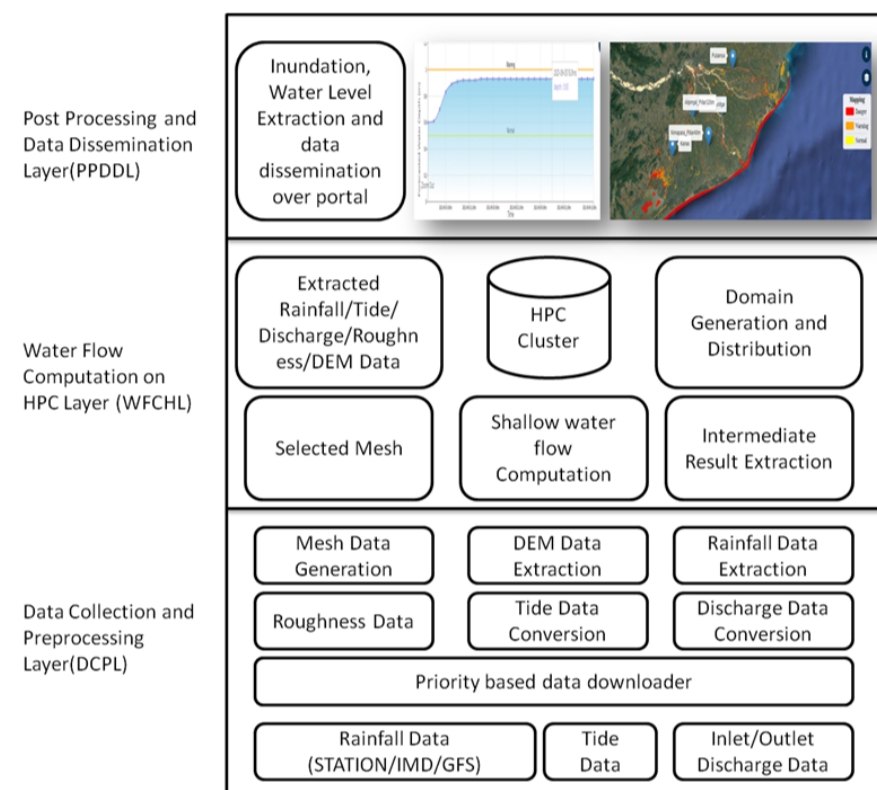 Post Processing and
Data Dissemination
Layer(PPDDL)
Inundation,
Water Level
Extraction and
data
dissemination
over portal
Time
Water Flow
Computation on
HPC Layer (WFCHL)
Extracted
Rainfall/Tide/
Discharge/Roughn
ess/DEM Data
HPC
Cluster
Domain
Generation and
Distribution
Selected Mesh
Shallow water
flow
Computation
Intermediate
Result Extraction
Data Collection and
Preprocessing
Layer(DCPL)
Mesh Data
Generation
DEM Data
Extraction
Rainfall Data
Extraction
Roughness Data
Tide Data
Conversion
Discharge Data
Conversion
Priority based data downloader
Rainfall Data
(STATION/IMD/GFS)
Tide
Data
Inlet/Outlet
Discharge Data